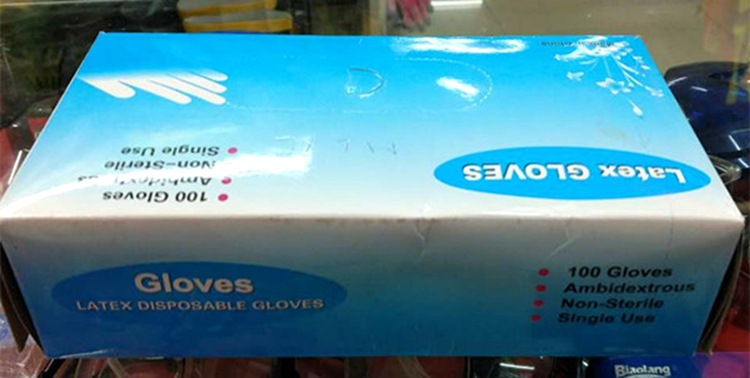 Latex GLOVES
100 Gloves
Non-Sterile
Single Use
Gloves
LATEX DISPOSABLE GLOVES
100 Gloves
Ambidextrous
Non-Sterile
Single Use
Biaolang